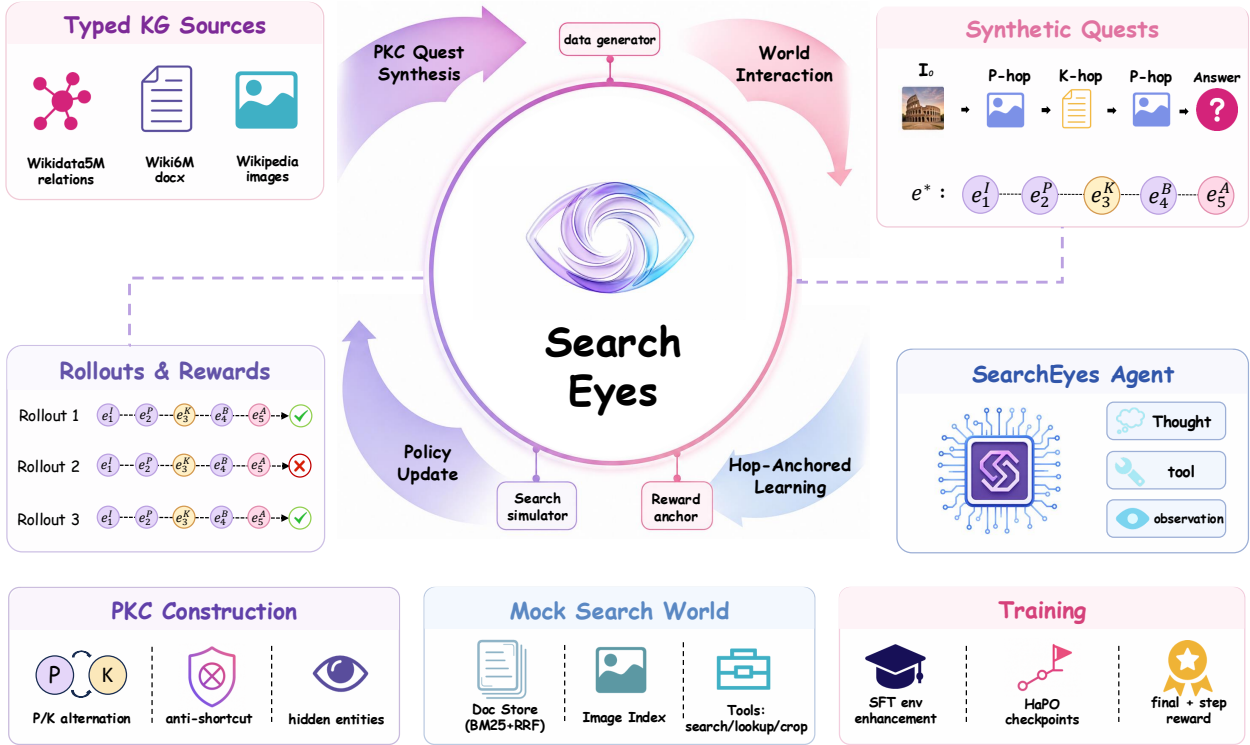 Typed KG Sources
Wikidata5M
relations
Wiki6M
docx
Wikipedia
images
PKC Quest
Synthesis
data generator
World
Interaction
Synthetic Quests
I₀
P-hop
K-hop
P-hop
Answer
?
e* :
e₁ᴵ
e₂ᴾ
e₃ᴷ
e₄ᴮ
e₅ᴬ
Search
Eyes
Rollouts & Rewards
Rollout 1
e₁ᴵ
e₂ᴾ
e₃ᴷ
e₄ᴮ
e₅ᴬ
Rollout 2
e₁ᴵ
e₂ᴾ
e₃ᴷ
e₄ᴮ
e₅ᴬ
Rollout 3
e₁ᴵ
e₂ᴾ
e₃ᴷ
e₄ᴮ
e₅ᴬ
Policy
Update
Search
simulator
Reward
anchor
Hop-Anchored
Learning
SearchEyes Agent
Thought
tool
observation
PKC Construction
P
K
P/K alternation
anti-shortcut
hidden entities
Mock Search World
Doc Store
(BM25+RRF)
Image Index
Tools:
search/lookup/crop
Training
SFT env
enhancement
HaPO
checkpoints
final + step
reward